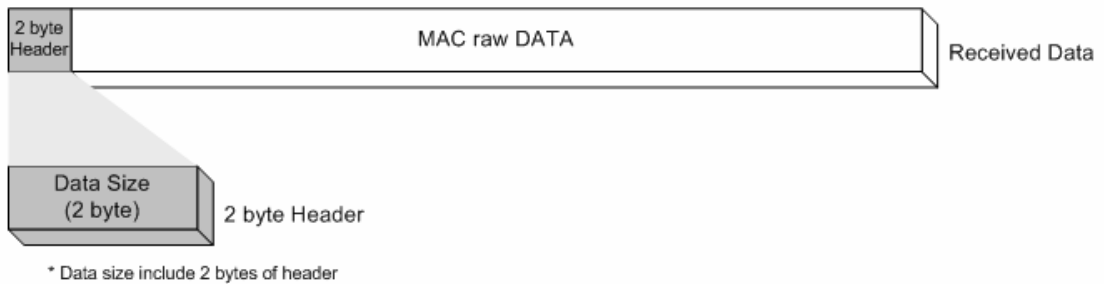 2 byte
Header
MAC raw DATA
Received Data
Data Size
(2 byte)
2 byte Header
* Data size include 2 bytes of header